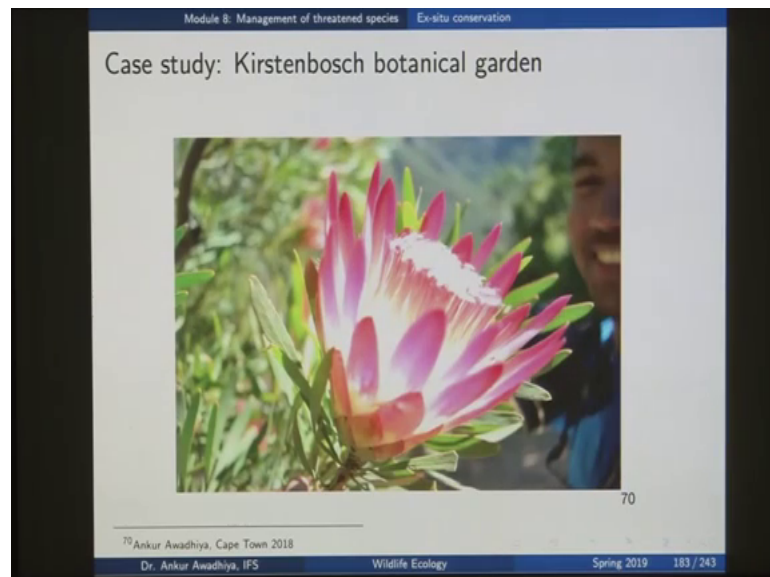 Module 8: Management of threatened species Ex-situ conservation
Case study: Kirstenbosch botanical garden
70
70Ankur Awadhiya, Cape Town 2018
Dr. Ankur Awadhiya, IFS Wildlife Ecology Spring 2019 183 / 243